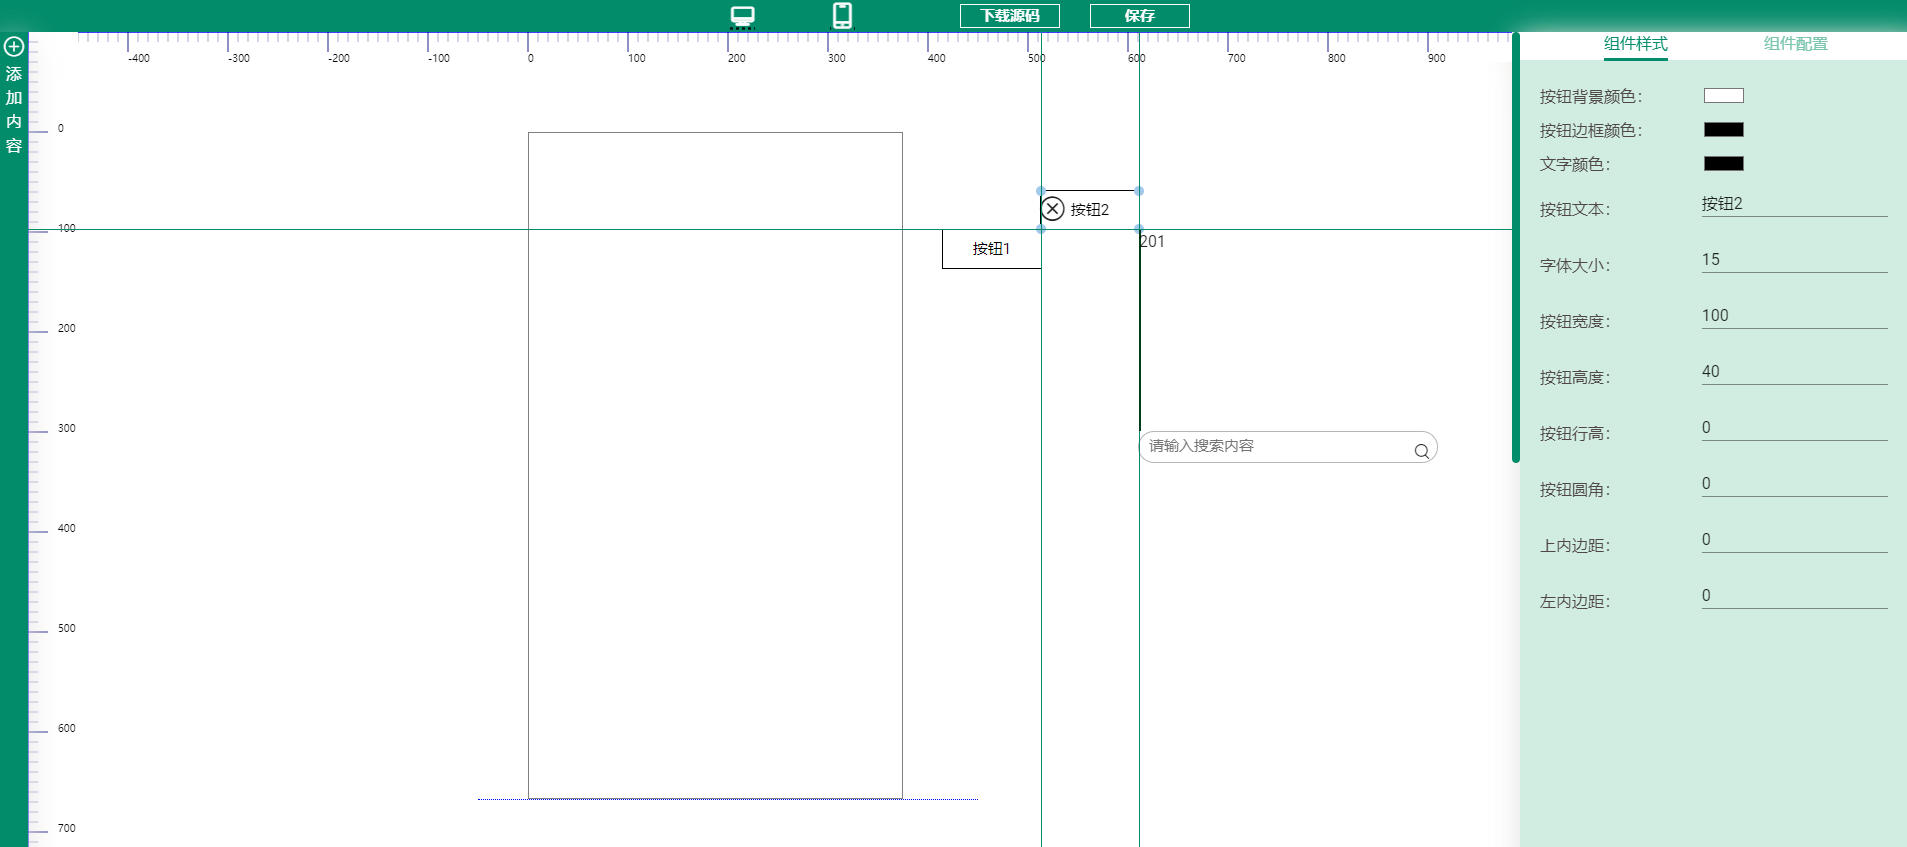 下载源码
保存
添
加
内
容
-400
-300
-200
-100
0
100
200
300
400
500
600
700
800
900
0
100
200
300
400
500
600
700
按钮2
按钮1
201
请输入搜索内容
组件样式
组件配置
按钮背景颜色：
按钮边框颜色：
文字颜色：
按钮文本： 按钮2
字体大小： 15
按钮宽度： 100
按钮高度： 40
按钮行高： 0
按钮圆角： 0
上内边距： 0
左内边距： 0